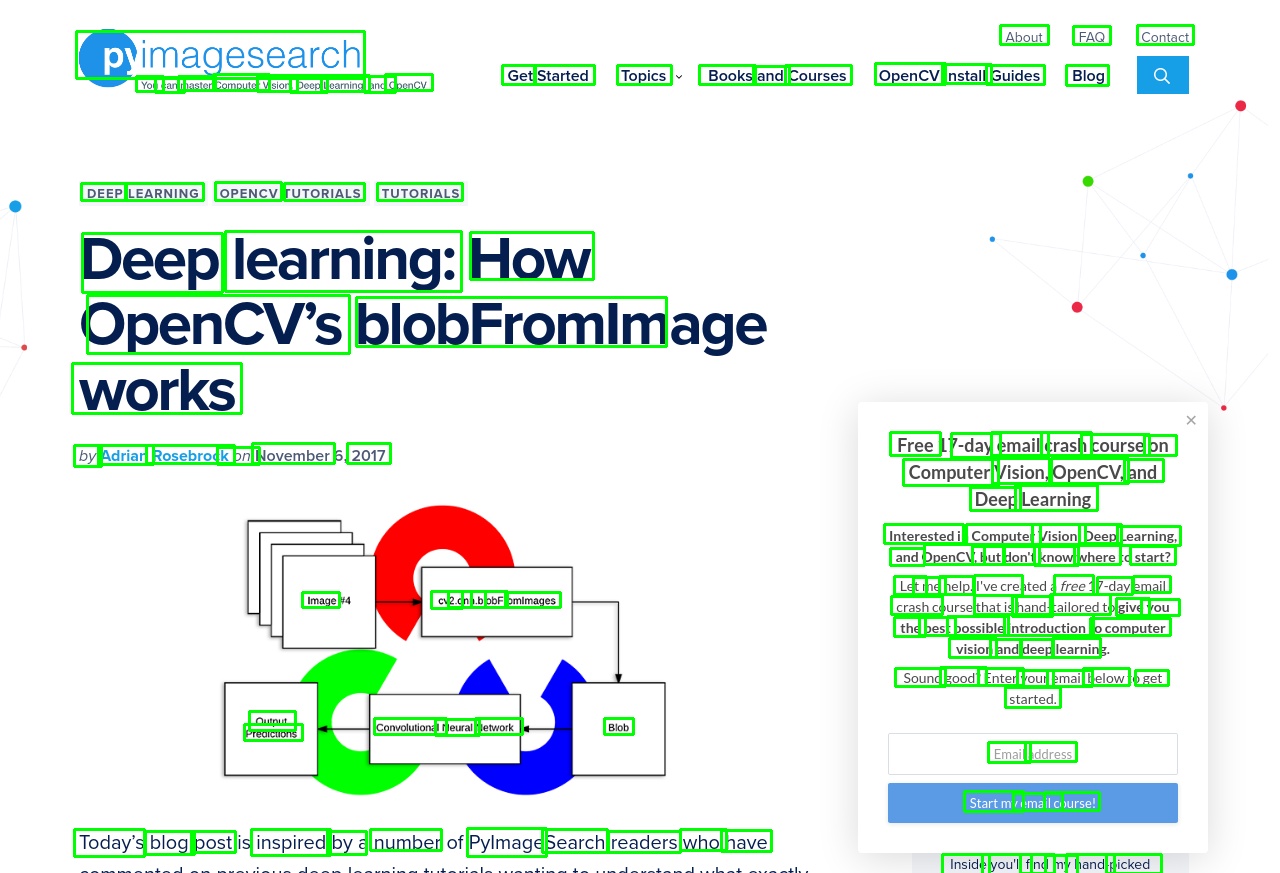 pyimagesearch
You can master Computer Vision, Deep Learning, and OpenCV
About FAQ Contact
Get Started Topics Books and Courses OpenCV Install Guides Blog
DEEP LEARNING OPENCV TUTORIALS TUTORIALS
Deep learning: How
OpenCV’s blobFromImage
works
by Adrian Rosebrock on November 6, 2017
Image #4
cv2.dnn.blobFromImages
Output
Predictions
Convolutional Neural Network
Blob
Today’s blog post is inspired by a number of PyImageSearch readers who have
commented on previous deep learning tutorials wanting to understand what exactly
×
Free 17-day email crash course on
Computer Vision, OpenCV, and
Deep Learning
Interested in Computer Vision, Deep Learning,
and OpenCV, but don't know where to start?
Let me help. I've created a free 17-day email
crash course that is hand-tailored to give you
the best possible introduction to computer
vision and deep learning.
Sound good? Enter your email below to get
started.
Email address
Start my email course!
Inside you'll find my hand-picked